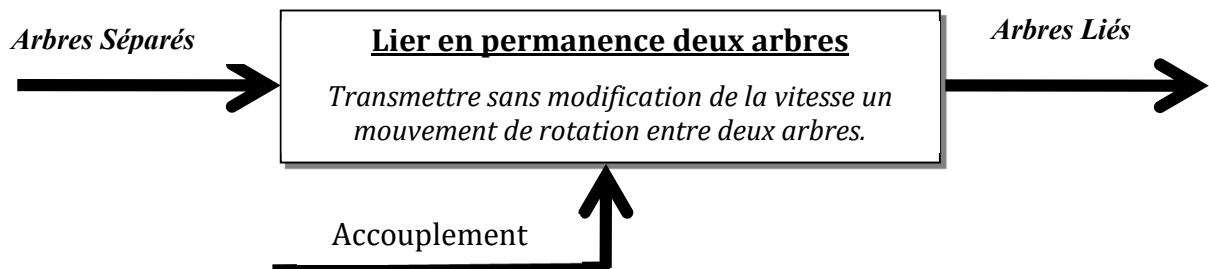 Arbres Séparés
Lier en permanence deux arbres
Transmettre sans modification de la vitesse un
mouvement de rotation entre deux arbres.
Arbres Liés
Accouplement